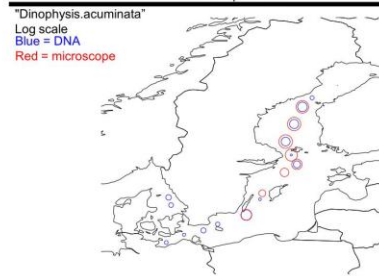 "Dinophysis.acuminata"
Log scale
Blue = DNA
Red = microscope